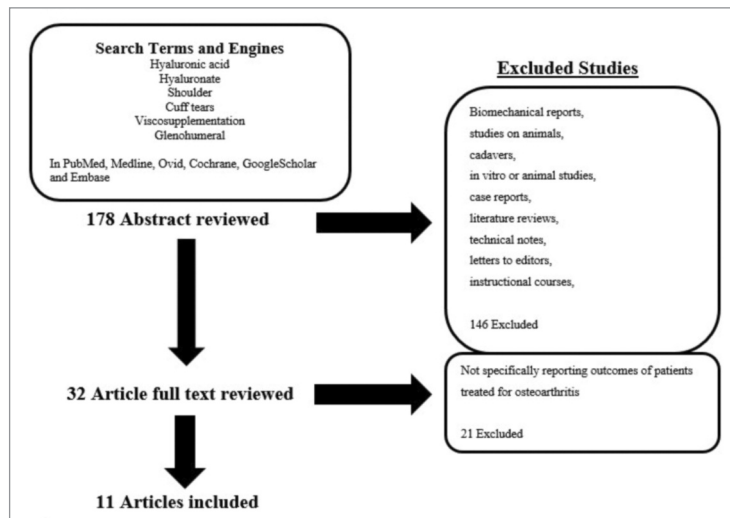 Search Terms and Engines
Hyaluronic acid
Hyaluronate
Shoulder
Cuff tears
Viscosupplementation
Glenohumeral
In PubMed, Medline, Ovid, Cochrane, GoogleScholar
and Embase
178 Abstract reviewed
Excluded Studies
Biomechanical reports,
studies on animals,
cadavers,
in vitro or animal studies,
case reports,
literature reviews,
technical notes,
letters to editors,
instructional courses,
146 Excluded
32 Article full text reviewed
Not specifically reporting outcomes of patients
treated for osteoarthritis
21 Excluded
11 Articles included